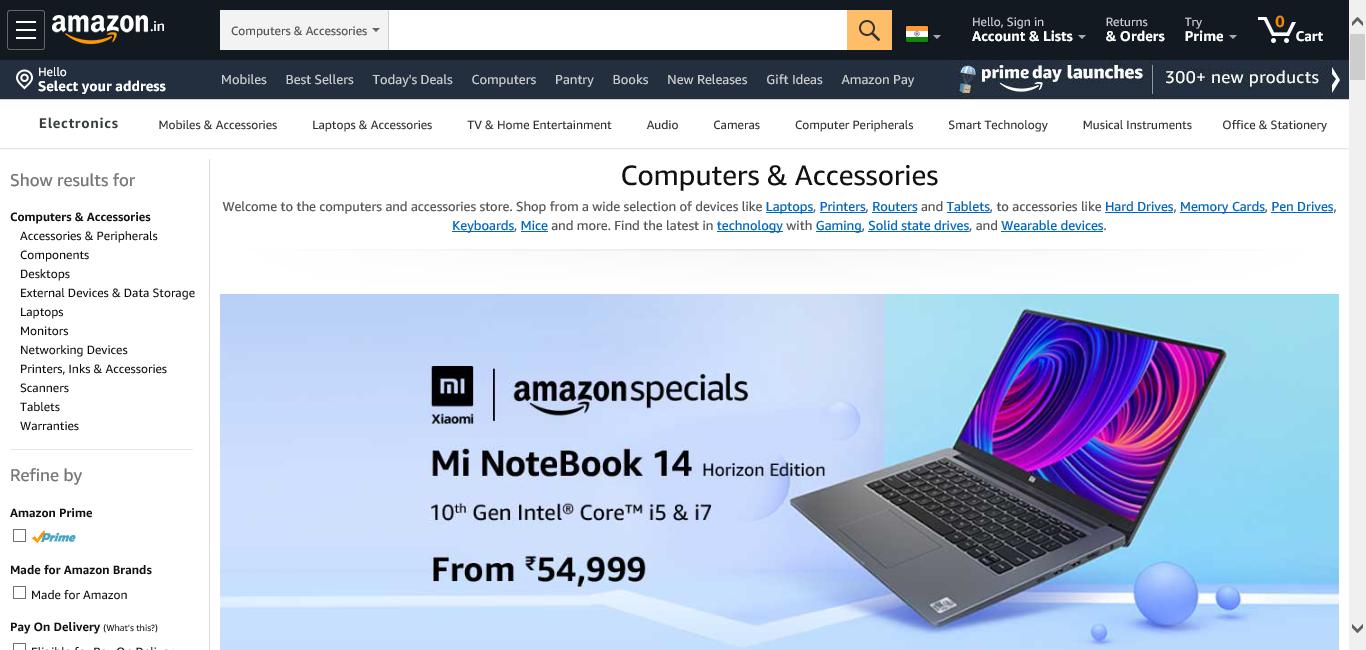 amazon.in
Computers & Accessories
Hello, Sign in
Account & Lists
Returns
& Orders
Try
Prime
0
Cart
Hello
Select your address
Mobiles
Best Sellers
Today's Deals
Computers
Pantry
Books
New Releases
Gift Ideas
Amazon Pay
prime day launches
300+ new products
Electronics
Mobiles & Accessories
Laptops & Accessories
TV & Home Entertainment
Audio
Cameras
Computer Peripherals
Smart Technology
Musical Instruments
Office & Stationery
Show results for
Computers & Accessories
Accessories & Peripherals
Components
Desktops
External Devices & Data Storage
Laptops
Monitors
Networking Devices
Printers, Inks & Accessories
Scanners
Tablets
Warranties
Refine by
Amazon Prime
Prime
Made for Amazon Brands
Made for Amazon
Pay On Delivery (What's this?)
Computers & Accessories
Welcome to the computers and accessories store. Shop from a wide selection of devices like Laptops, Printers, Routers and Tablets, to accessories like Hard Drives, Memory Cards, Pen Drives,
Keyboards, Mice and more. Find the latest in technology with Gaming, Solid state drives, and Wearable devices.
mi
Xiaomi
amazonspecials
Mi NoteBook 14 Horizon Edition
10th Gen Intel® Core™ i5 & i7
From ₹54,999